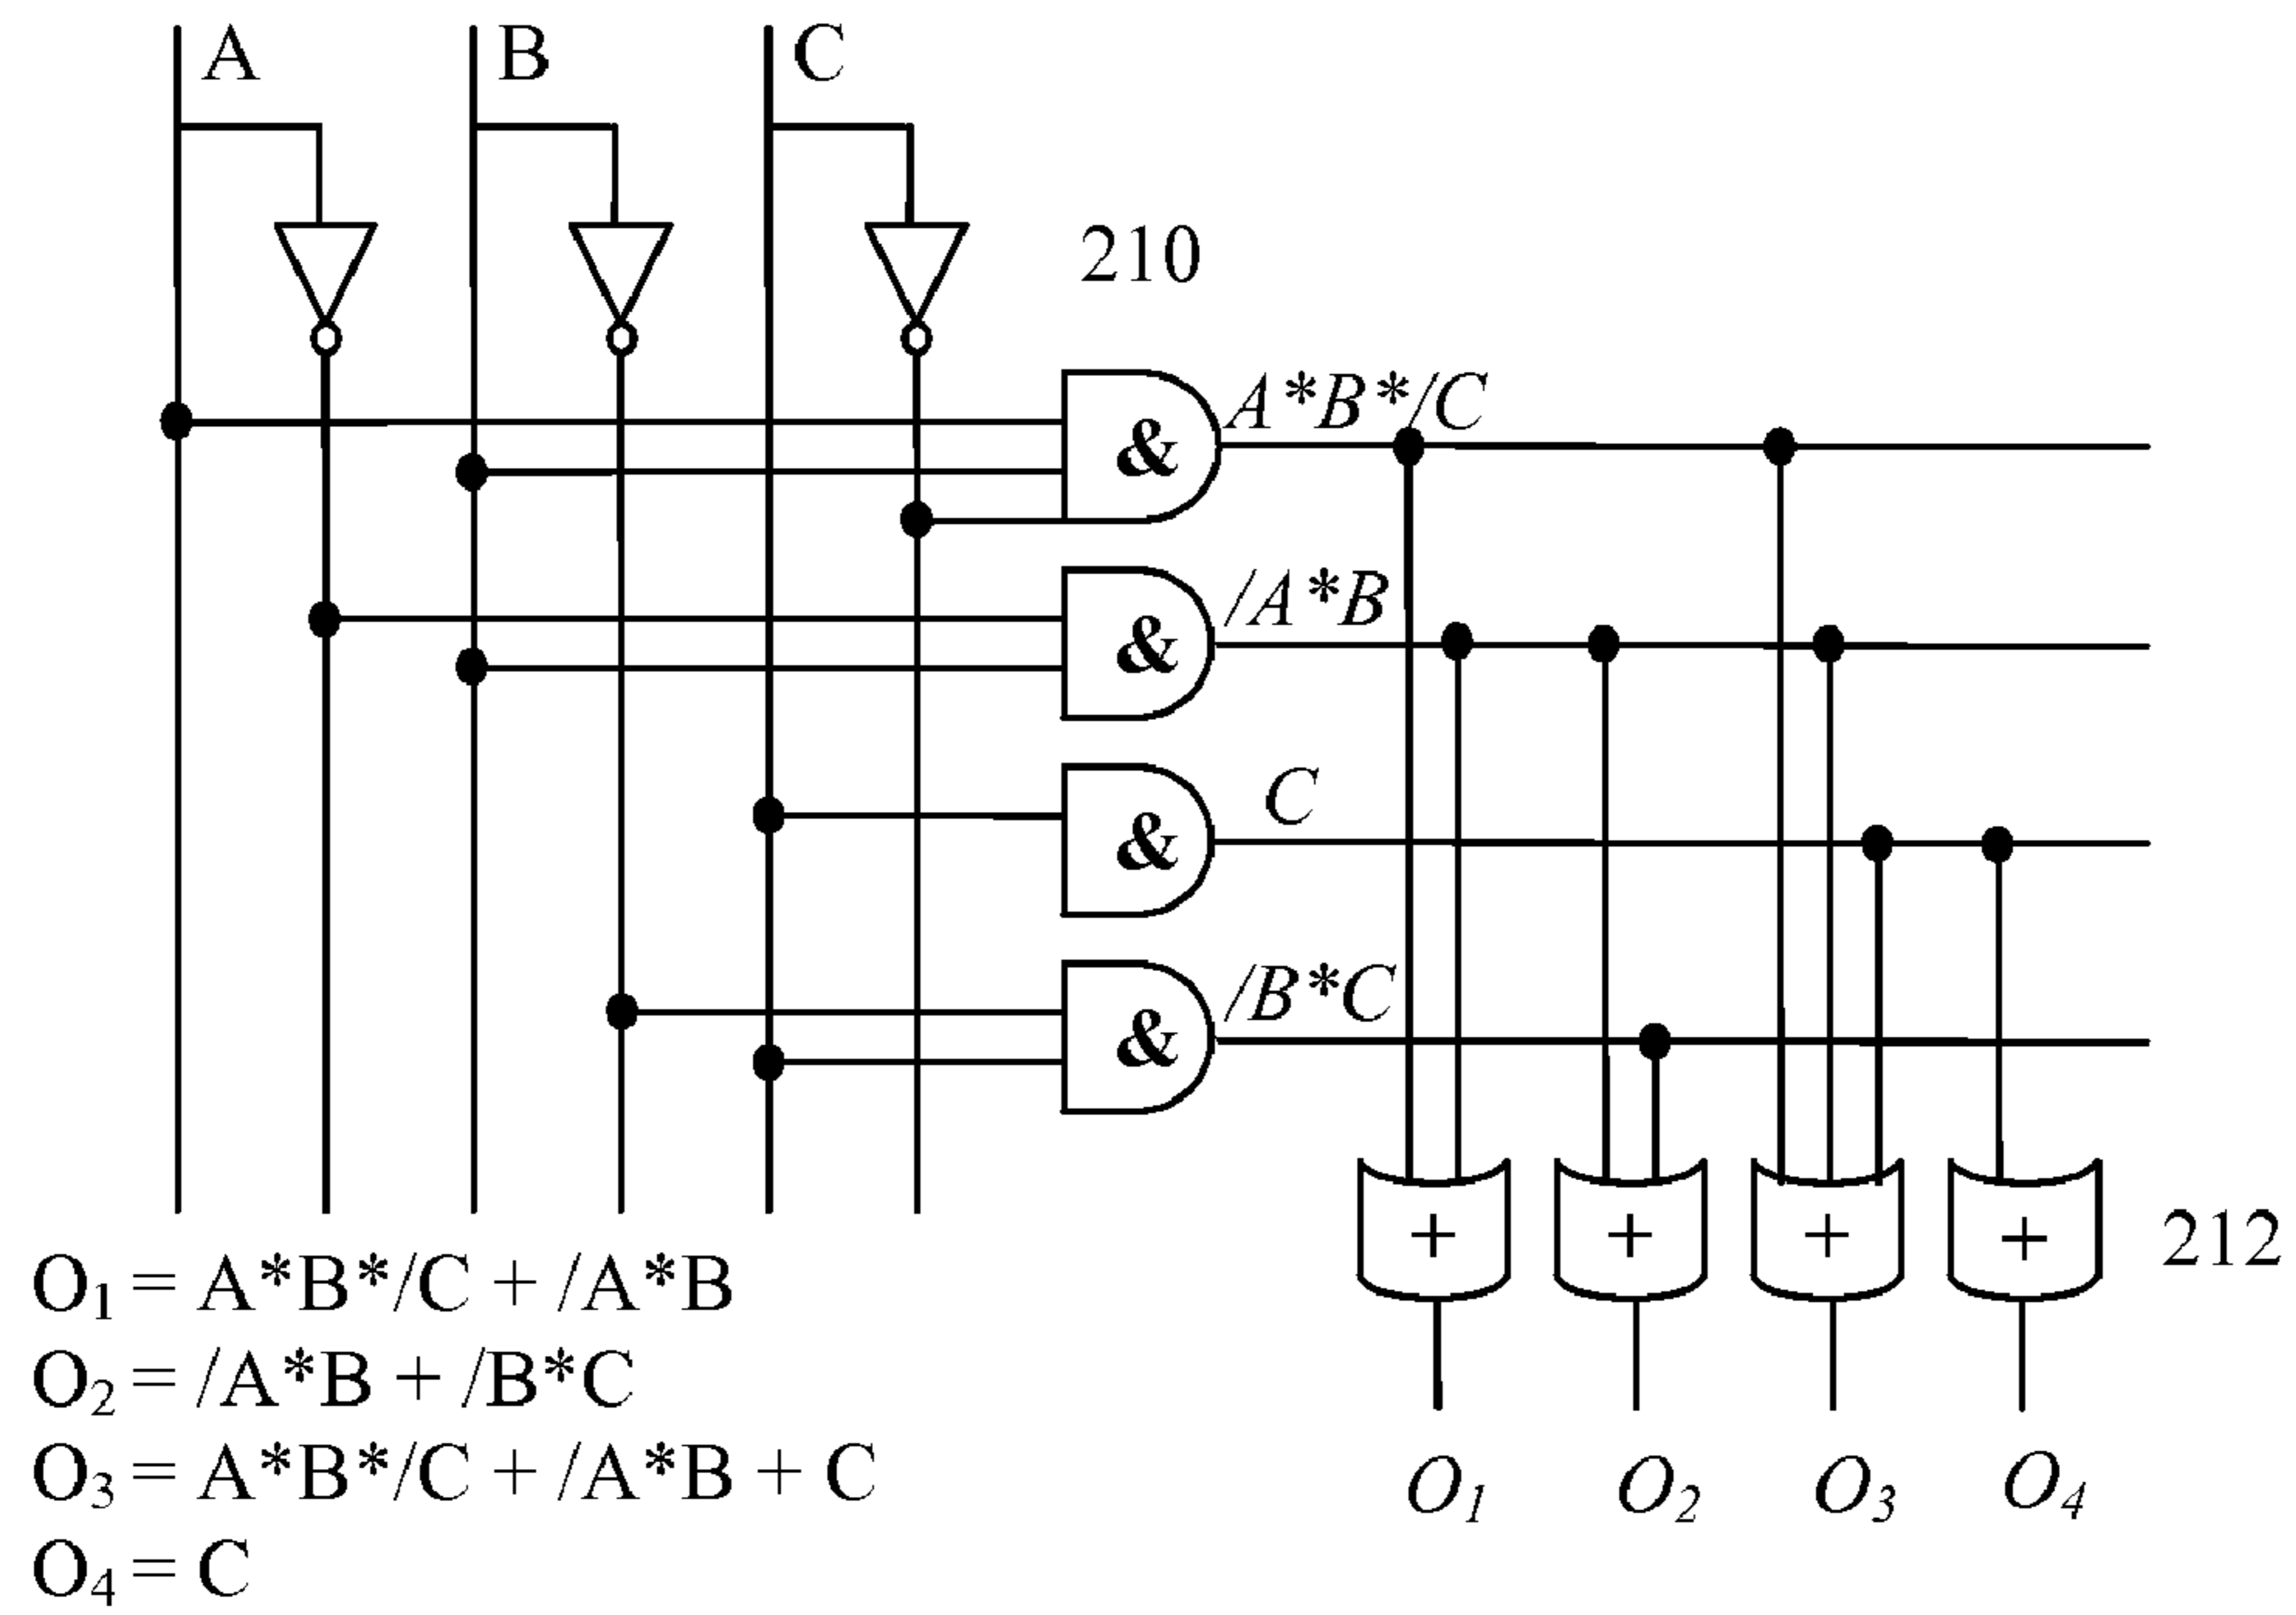 A B C
210
A*B*/C
&
/A*B
&
C
&
/B*C
&
+ + + +
212
O₁ = A*B*/C + /A*B
O₂ = /A*B + /B*C
O₃ = A*B*/C + /A*B + C
O₄ = C
O₁ O₂ O₃ O₄